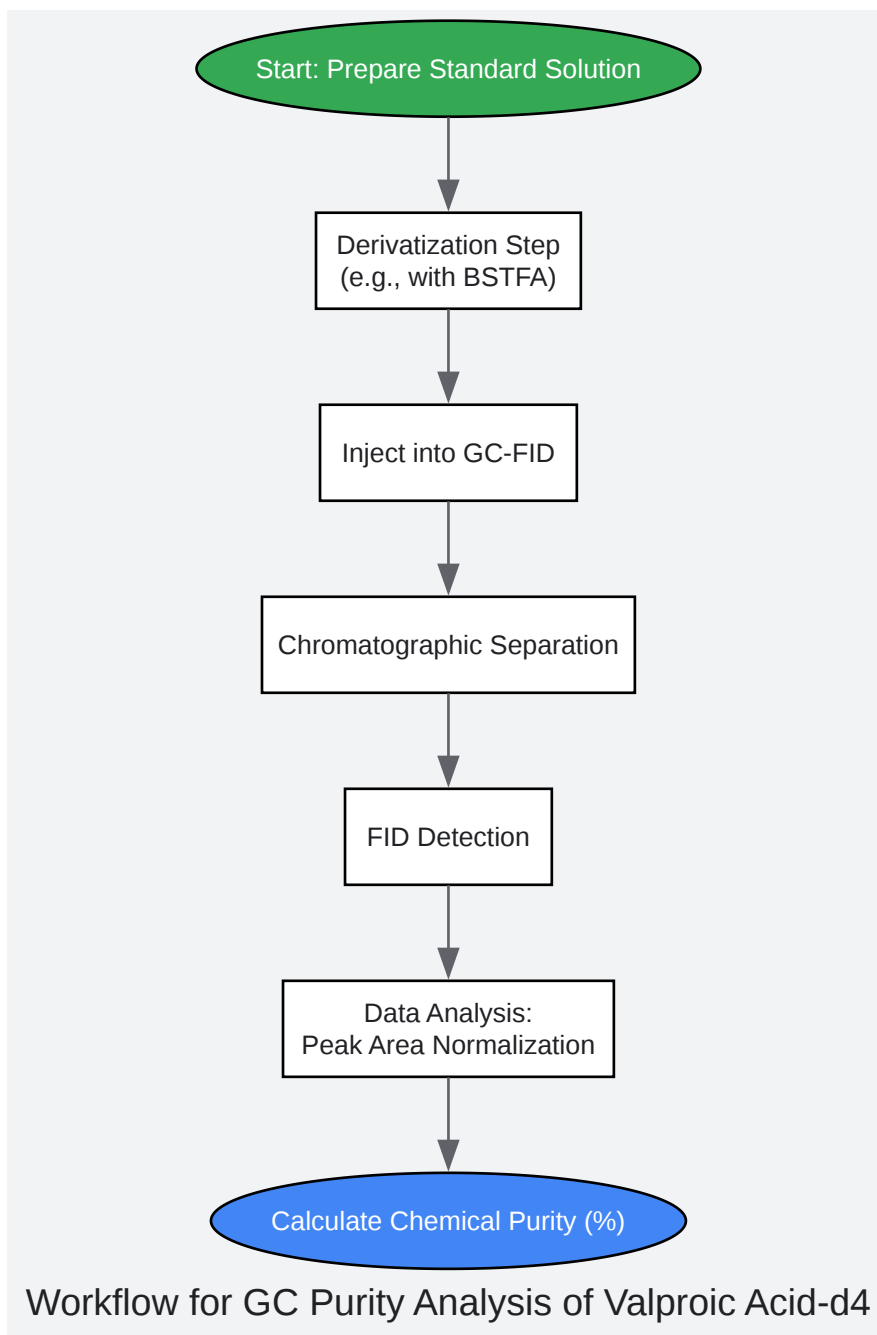 Start: Prepare Standard Solution
Derivatization Step
(e.g., with BSTFA)
Inject into GC-FID
Chromatographic Separation
FID Detection
Data Analysis:
Peak Area Normalization
Calculate Chemical Purity (%)
Workflow for GC Purity Analysis of Valproic Acid-d4